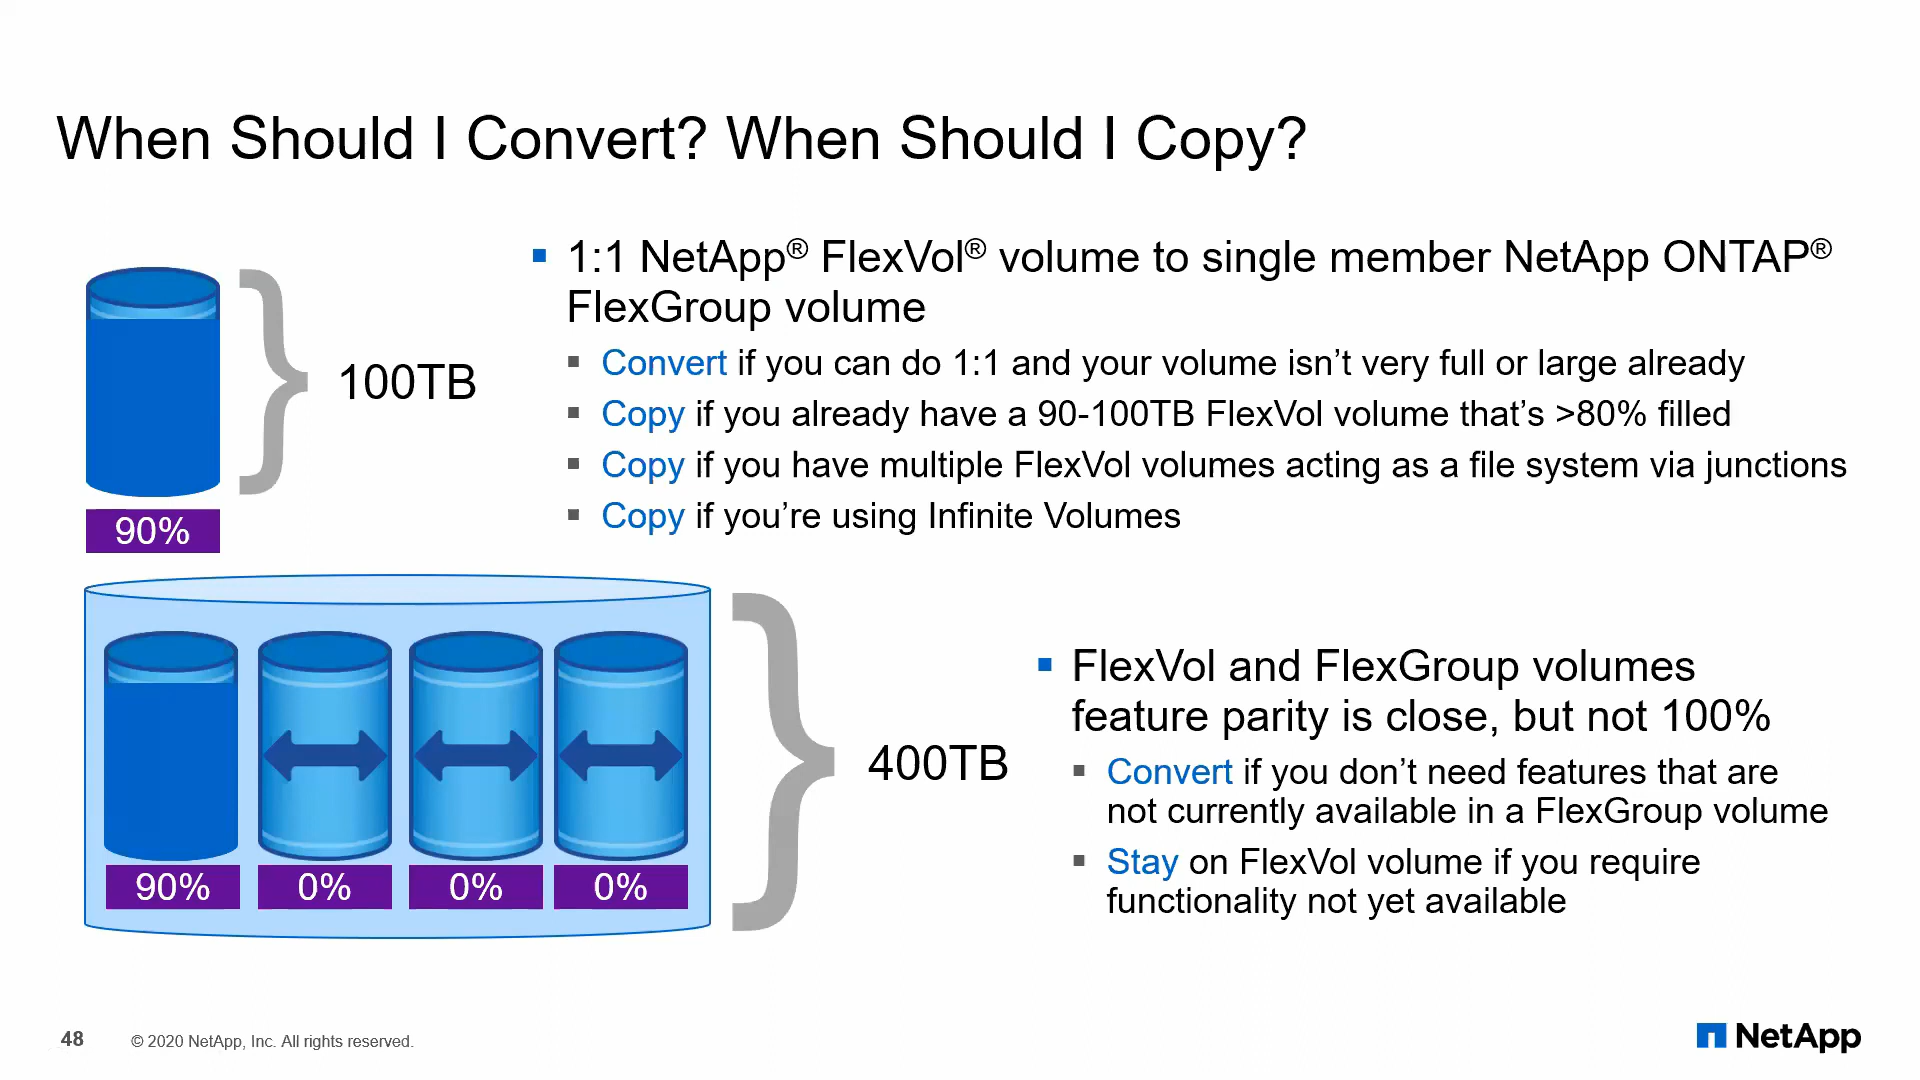 When Should I Convert? When Should I Copy?
100TB
90%
▪ 1:1 NetApp® FlexVol® volume to single member NetApp ONTAP®
FlexGroup volume
▪ Convert if you can do 1:1 and your volume isn’t very full or large already
▪ Copy if you already have a 90-100TB FlexVol volume that’s >80% filled
▪ Copy if you have multiple FlexVol volumes acting as a file system via junctions
▪ Copy if you’re using Infinite Volumes
90% 0% 0% 0%
400TB
▪ FlexVol and FlexGroup volumes
feature parity is close, but not 100%
▪ Convert if you don’t need features that are
not currently available in a FlexGroup volume
▪ Stay on FlexVol volume if you require
functionality not yet available
48 © 2020 NetApp, Inc. All rights reserved.
NetApp